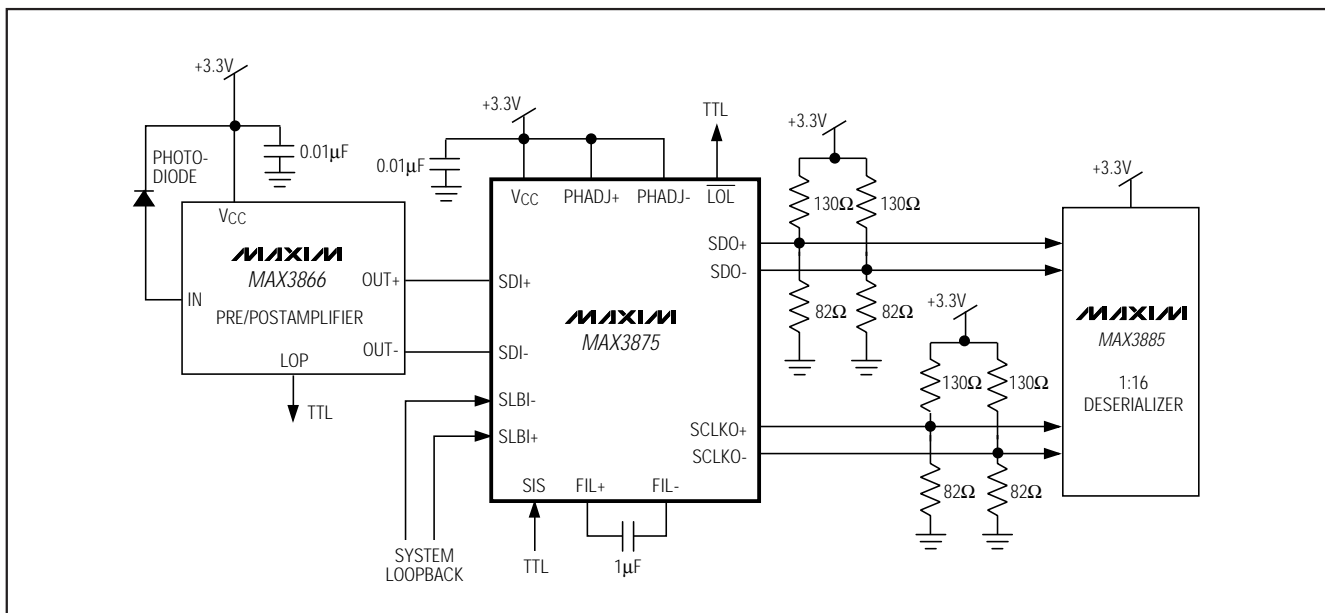 +3.3V
PHOTO-
DIODE
0.01μF
VCC
MAXIM
MAX3866
PRE/POSTAMPLIFIER
IN
OUT+
OUT-
LOP
TTL
+3.3V
0.01μF
TTL
VCC
PHADJ+
PHADJ-
LOL
SDI+
SDI-
SLBI-
SLBI+
MAXIM
MAX3875
SDO+
SDO-
SCLKO+
SCLKO-
SIS
FIL+
FIL-
SYSTEM
LOOPBACK
TTL
1μF
+3.3V
130Ω
130Ω
82Ω
82Ω
+3.3V
130Ω
130Ω
82Ω
82Ω
+3.3V
MAXIM
MAX3885
1:16
DESERIALIZER